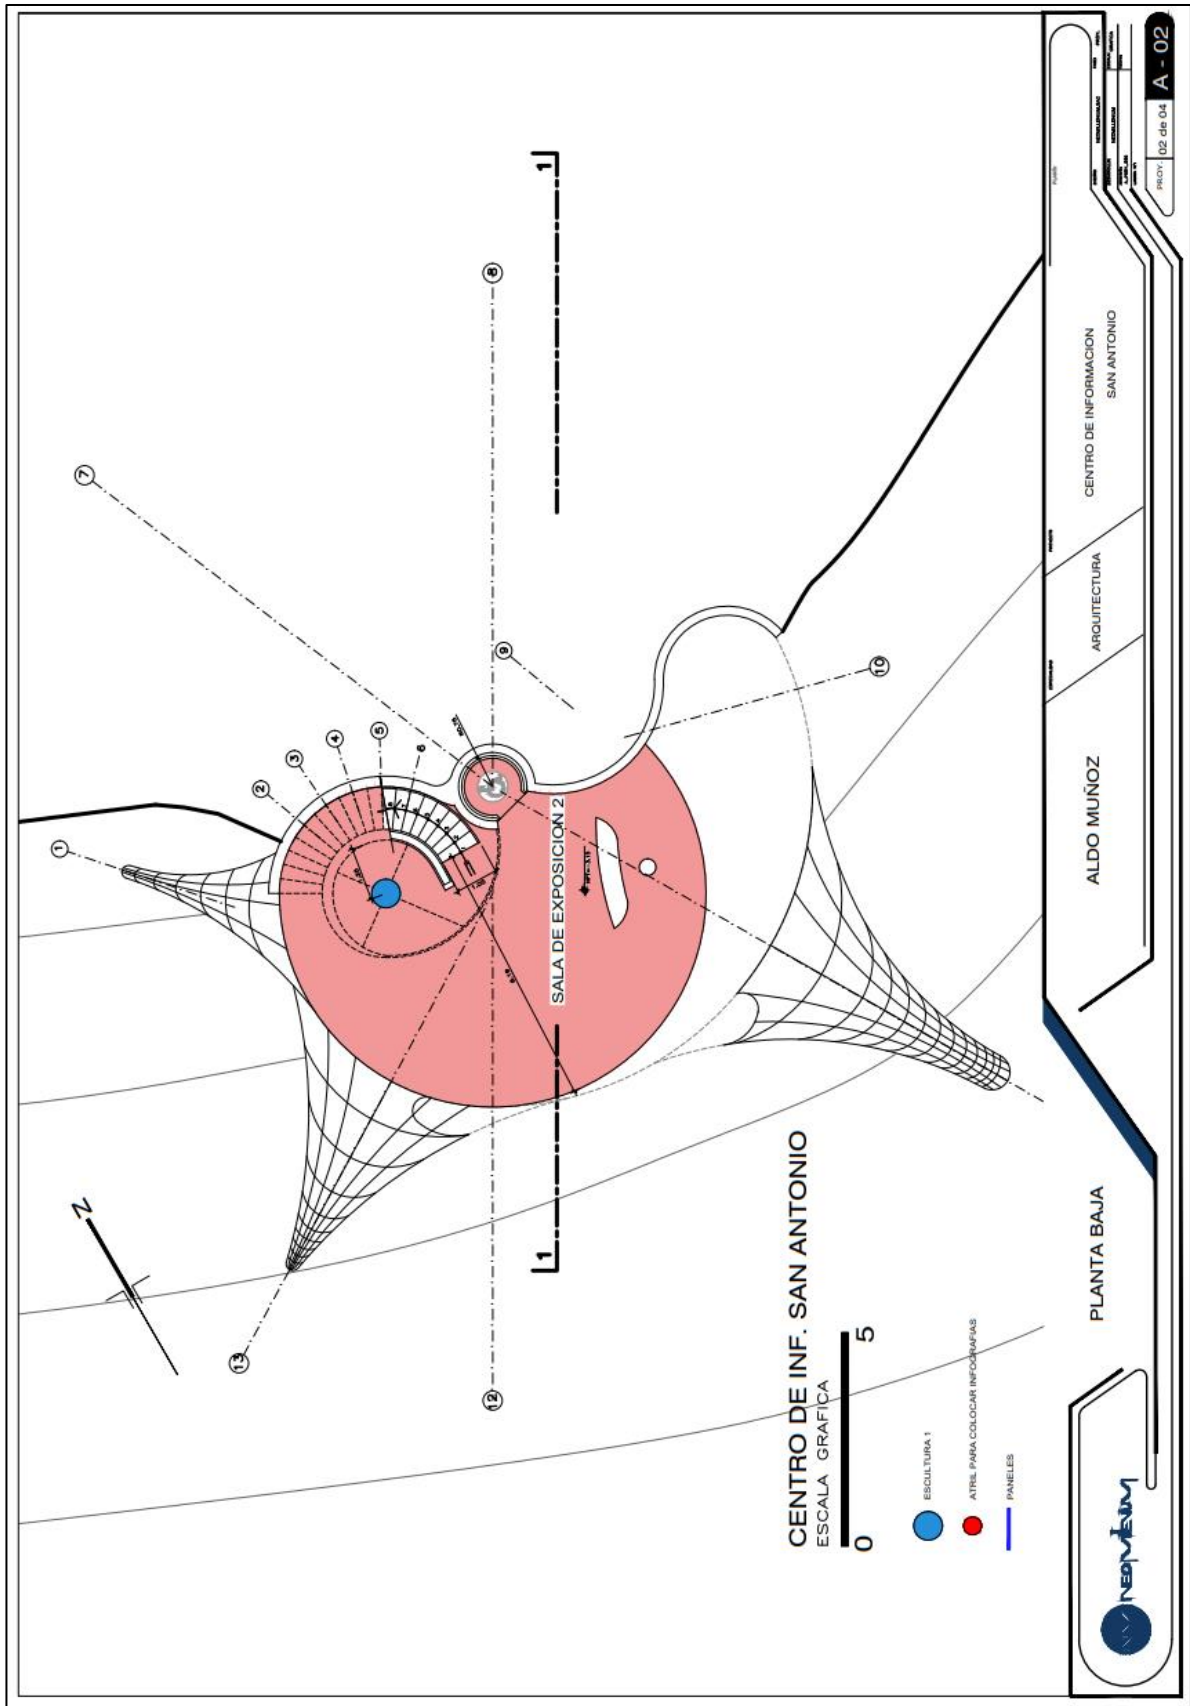 CENTRO DE INF. SAN ANTONIO
ESCALA GRAFICA
0
5
ESCULTURA 1
ATRIL PARA COLOCAR INFOGRAFIAS
PANELES
SALA DE EXPOSICION 2
N
1
2
3
4
5
6
7
8
9
10
12
13
1
1
PLANTA BAJA
ALDO MUÑOZ
ARQUITECTURA
CENTRO DE INFORMACION
SAN ANTONIO
PROY.
02 de 04
A - 02